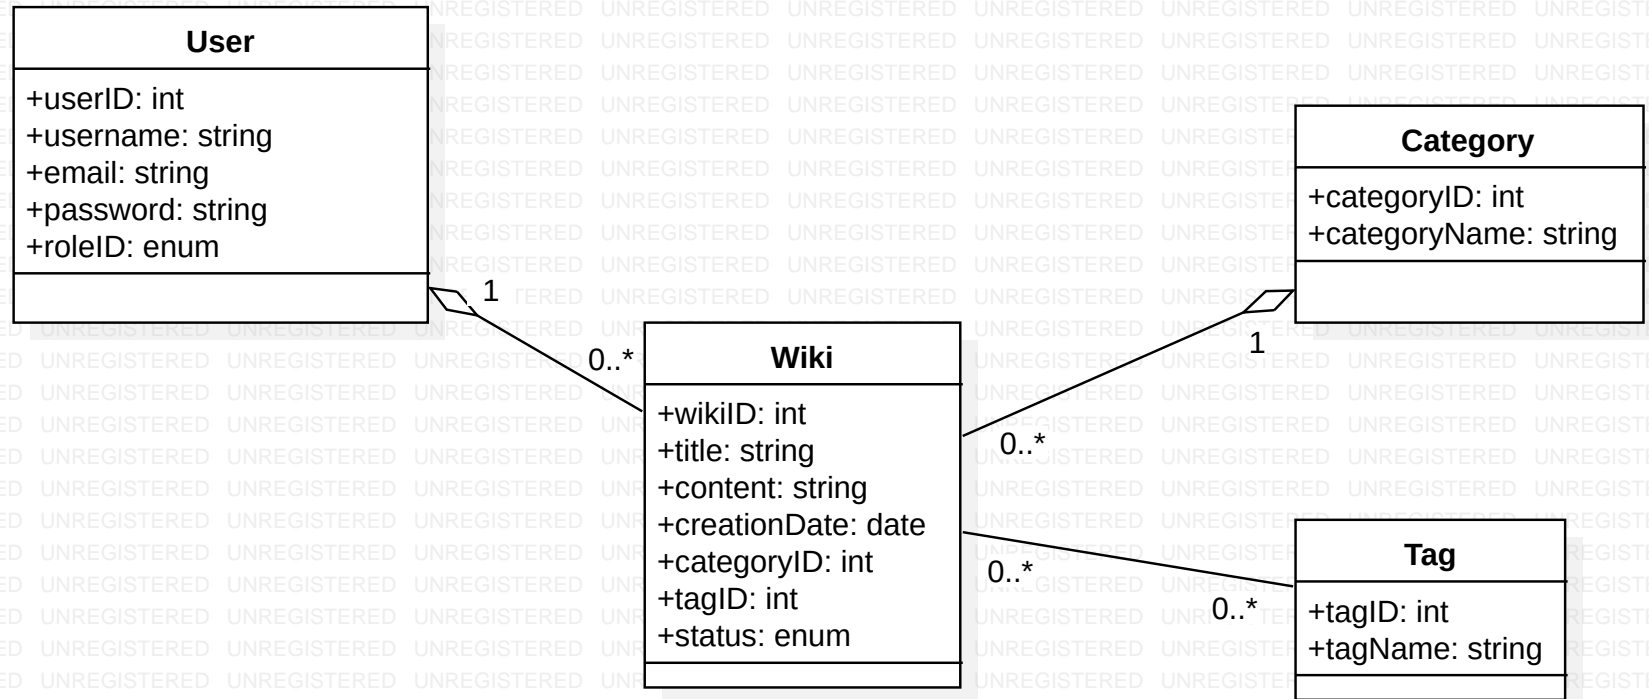 User
+userID: int
+username: string
+email: string
+password: string
+roleID: enum
1
0..*
Wiki
+wikiID: int
+title: string
+content: string
+creationDate: date
+categoryID: int
+tagID: int
+status: enum
Category
+categoryID: int
+categoryName: string
1
0..*
0..*
0..*
Tag
+tagID: int
+tagName: string
UNREGISTERED